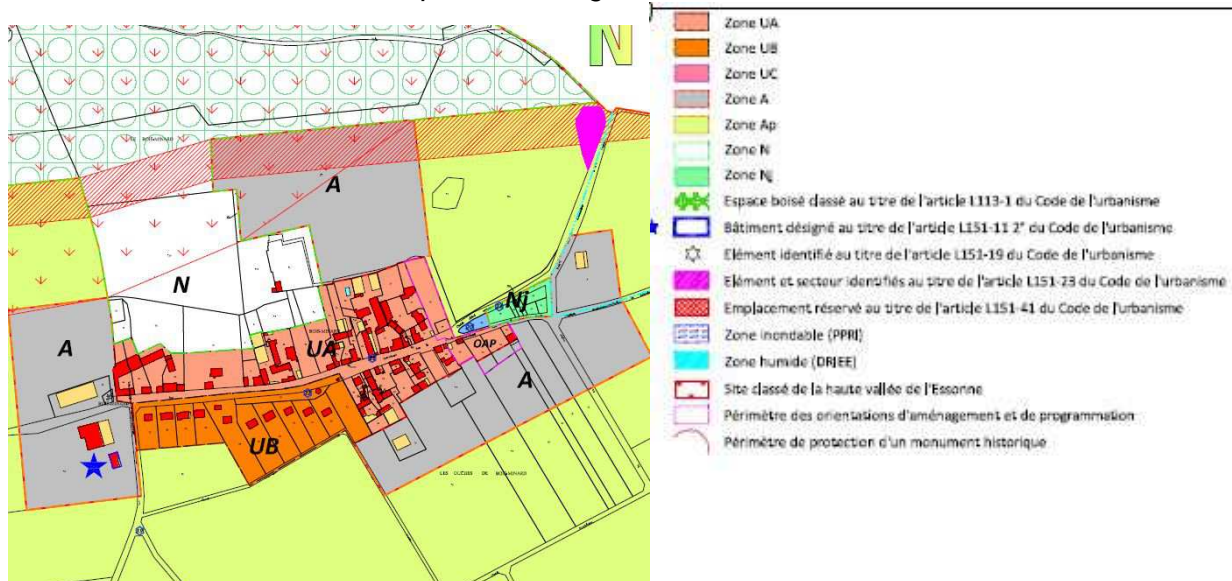 N
A
N
A
UA
UB
Nj
OAP
A
Zone UA
Zone UB
Zone UC
Zone A
Zone Ap
Zone N
Zone Nj
Espace boisé classé au titre de l'article L113-1 du Code de l'urbanisme
Bâtiment désigné au titre de l'article L151-11 2° du Code de l'urbanisme
Elément identifié au titre de l'article L151-19 du Code de l'urbanisme
Elément et secteur identifiés au titre de l'article L151-23 du Code de l'urbanisme
Emplacement réservé au titre de l'article L151-41 du Code de l'urbanisme
Zone inondable (PPRI)
Zone humide (DRIEE)
Site classé de la haute vallée de l'Essonne
Périmètre des orientations d'aménagement et de programmation
Périmètre de protection d'un monument historique